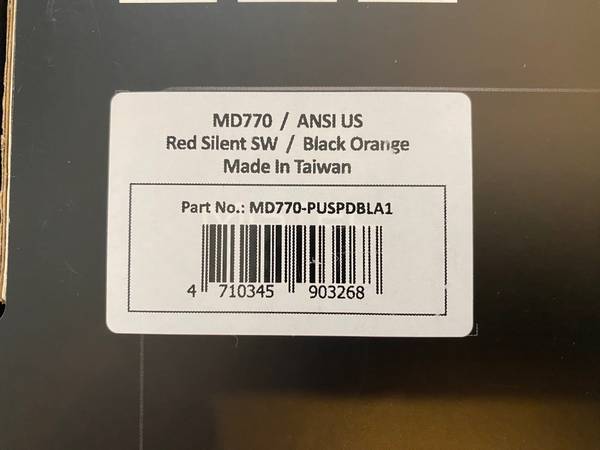 MD770 / ANSI US
Red Silent SW / Black Orange
Made In Taiwan
Part No.: MD770-PUSPDBLA1
4 710345 903268